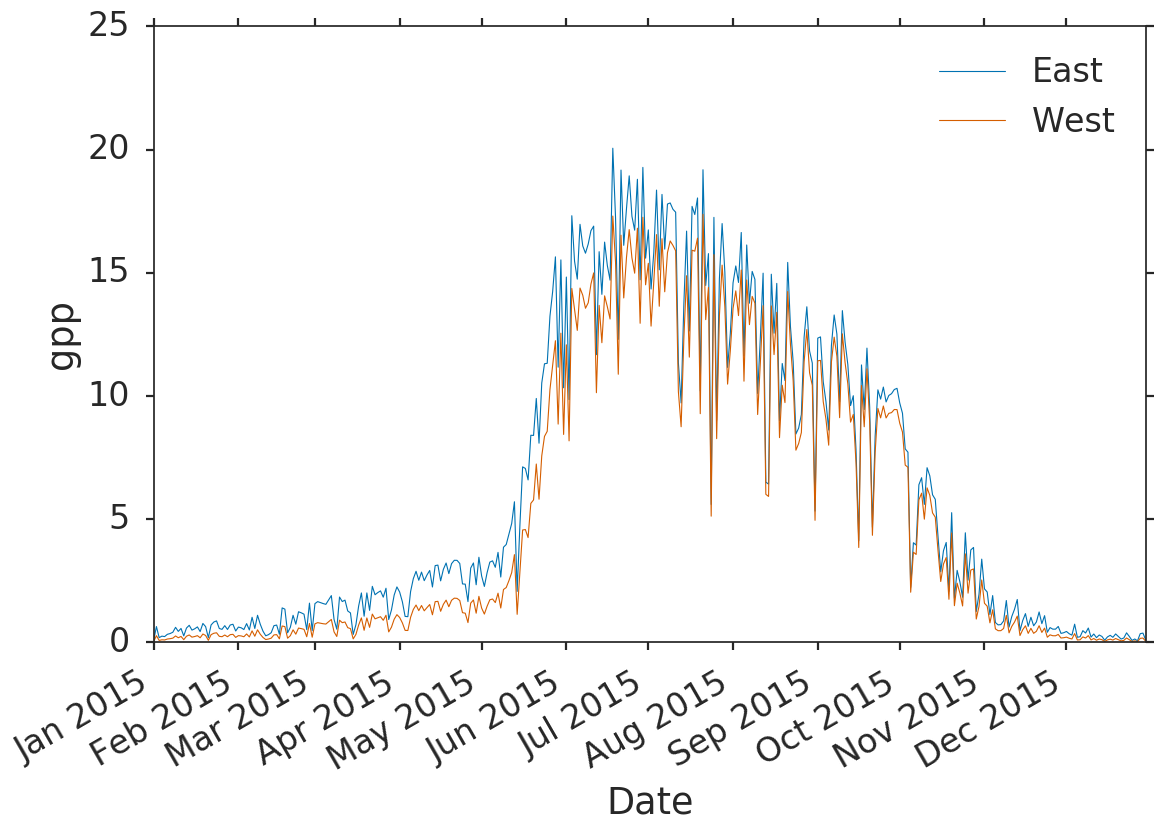 25
20
15
10
5
0
gpp
East
West
Jan 2015
Feb 2015
Mar 2015
Apr 2015
May 2015
Jun 2015
Jul 2015
Aug 2015
Sep 2015
Oct 2015
Nov 2015
Dec 2015
Date